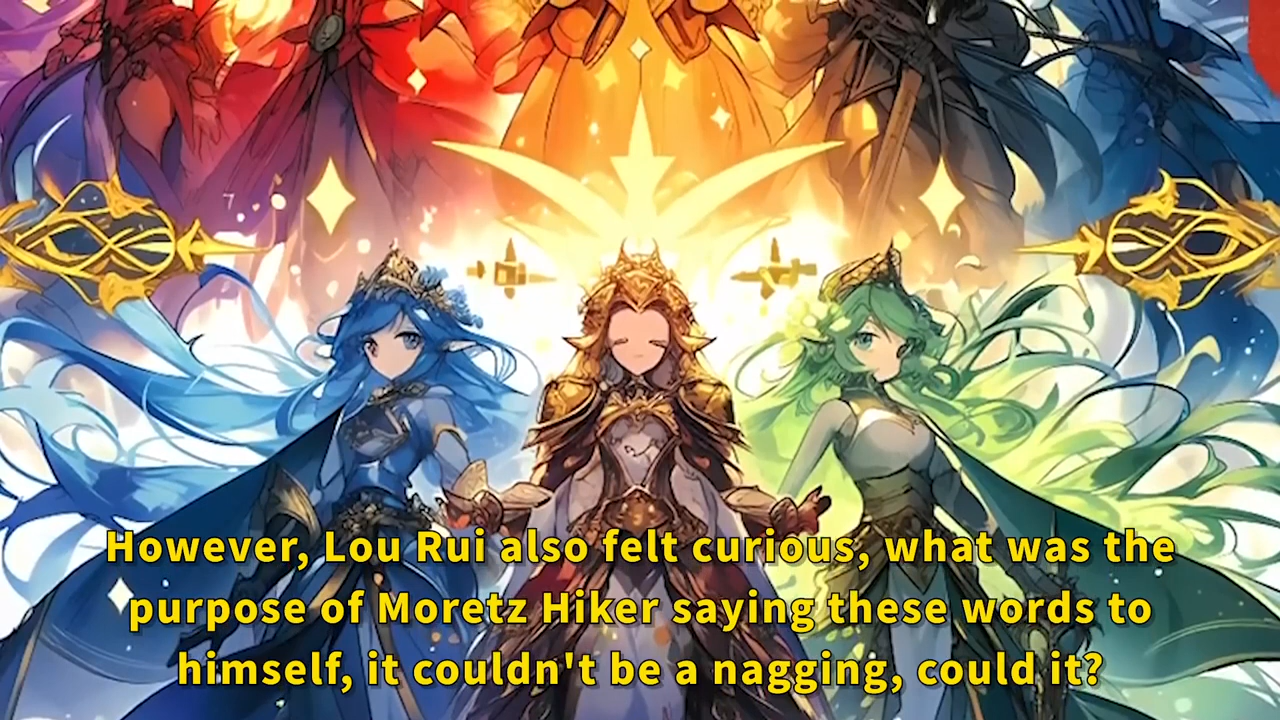 However, Lou Rui also felt curious, what was the
purpose of Moretz Hiker saying these words to
himself, it couldn't be a nagging, could it?